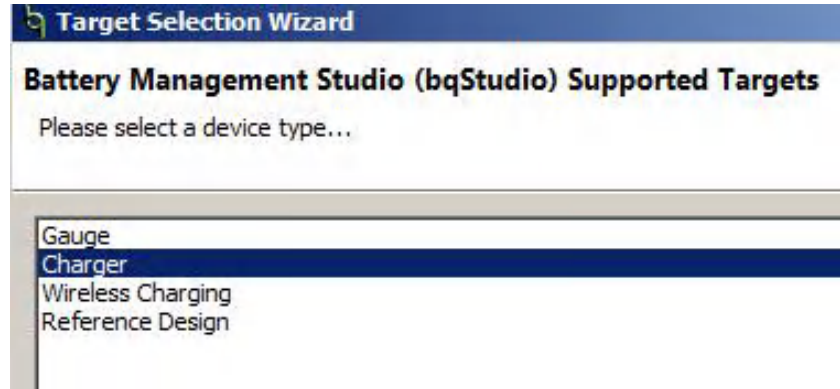 Target Selection Wizard
Battery Management Studio (bqStudio) Supported Targets
Please select a device type...
Gauge
Charger
Wireless Charging
Reference Design